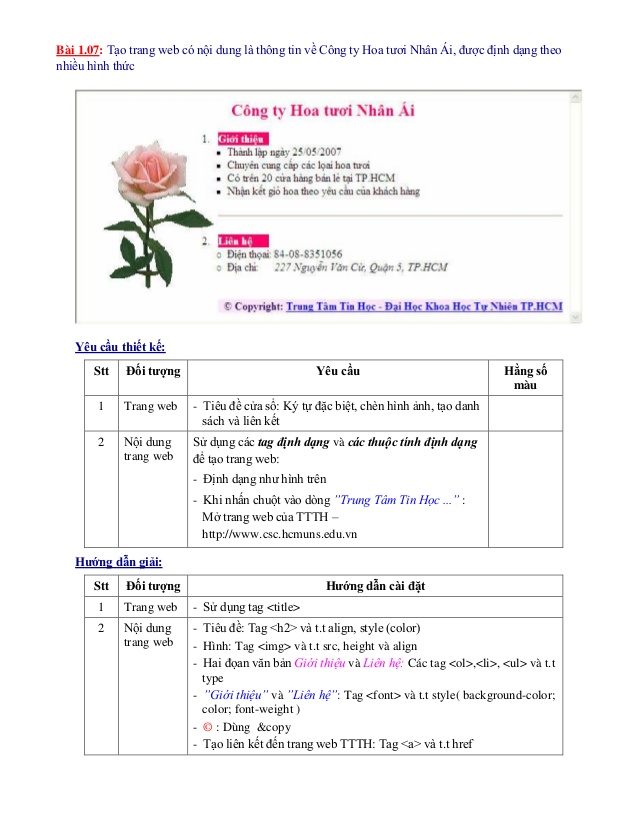 Bài 1.07: Tạo trang web có nội dung là thông tin về Công ty Hoa tươi Nhân Ái, được định dạng theo
nhiều hình thức
Công ty Hoa tươi Nhân Ái
1. Giới thiệu
▪ Thành lập ngày 25/05/2007
▪ Chuyên cung cấp các loại hoa tươi
▪ Có trên 20 cửa hàng bán lẻ tại TP.HCM
▪ Nhận kết giỏ hoa theo yêu cầu của khách hàng
2. Liên hệ
○ Điện thoại: 84-08-8351056
○ Địa chỉ: 227 Nguyễn Văn Cừ, Quận 5, TP.HCM
© Copyright: Trung Tâm Tin Học - Đại Học Khoa Học Tự Nhiên TP.HCM
Yêu cầu thiết kế:
Stt Đối tượng Yêu cầu Hằng số
màu
1 Trang web - Tiêu đề cửa sổ: Ký tự đặc biệt, chèn hình ảnh, tạo danh
sách và liên kết
2 Nội dung Sử dụng các tag định dạng và các thuộc tính định dạng
trang web để tạo trang web:
- Định dạng như hình trên
- Khi nhấn chuột vào dòng "Trung Tâm Tin Học ..." :
Mở trang web của TTTH –
http://www.csc.hcmuns.edu.vn
Hướng dẫn giải:
Stt Đối tượng Hướng dẫn cài đặt
1 Trang web - Sử dụng tag <title>
2 Nội dung - Tiêu đề: Tag <h2> và t.t align, style (color)
trang web - Hình: Tag <img> và t.t src, height và align
- Hai đoạn văn bản Giới thiệu và Liên hệ: Các tag <ol>,<li>, <ul> và t.t
type
- "Giới thiệu" và "Liên hệ": Tag <font> và t.t style( background-color;
color; font-weight )
- © : Dùng &copy
- Tạo liên kết đến trang web TTTH: Tag <a> và t.t href